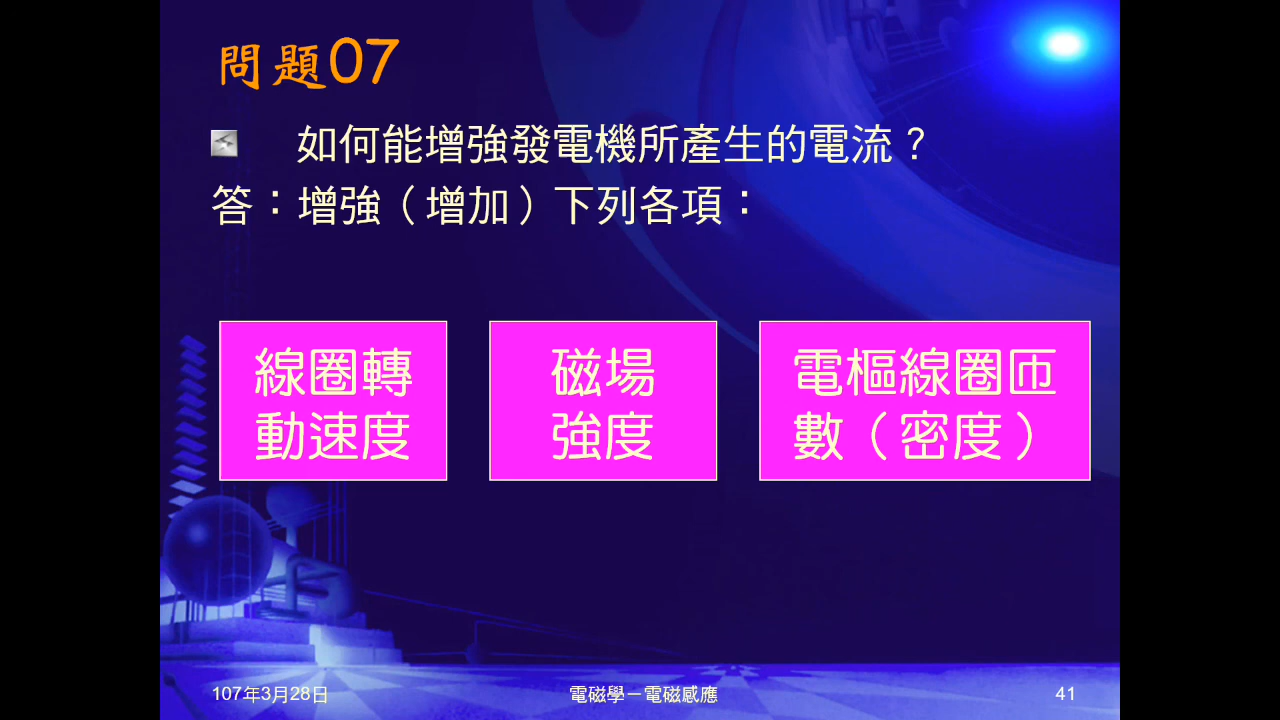 問題07
如何能增強發電機所產生的電流？
答：增強（增加）下列各項：
線圈轉
動速度
磁場
強度
電樞線圈匝
數（密度）
107年3月28日
電磁學－電磁感應
41